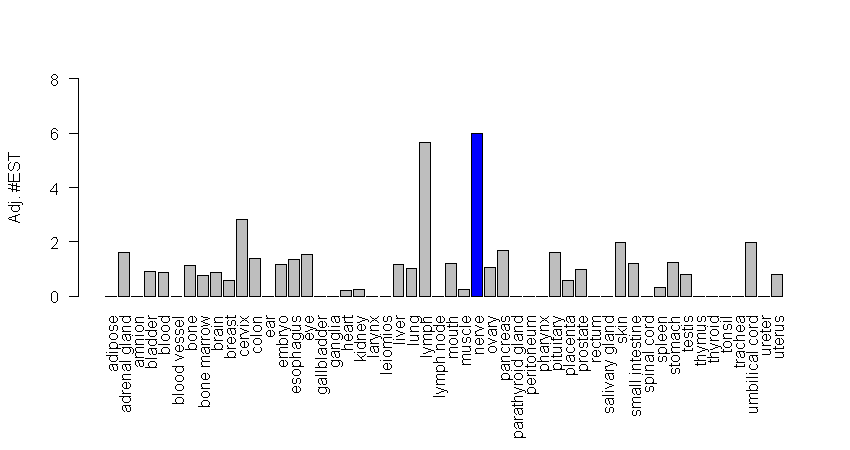 8
6
4
2
0
Adj. #EST
adipose
adrenal gland
amnion
bladder
blood
blood vessel
bone
bone marrow
brain
breast
cervix
colon
ear
embryo
esophagus
eye
gallbladder
ganglia
heart
kidney
larynx
leiomios
liver
lung
lymph
lymph node
mouth
muscle
nerve
ovary
pancreas
parathyroid gland
peritoneum
pharynx
pituitary
placenta
prostate
rectum
salivary gland
skin
small intestine
spinal cord
spleen
stomach
testis
thymus
thyroid
tonsil
trachea
umbilical cord
ureter
uterus